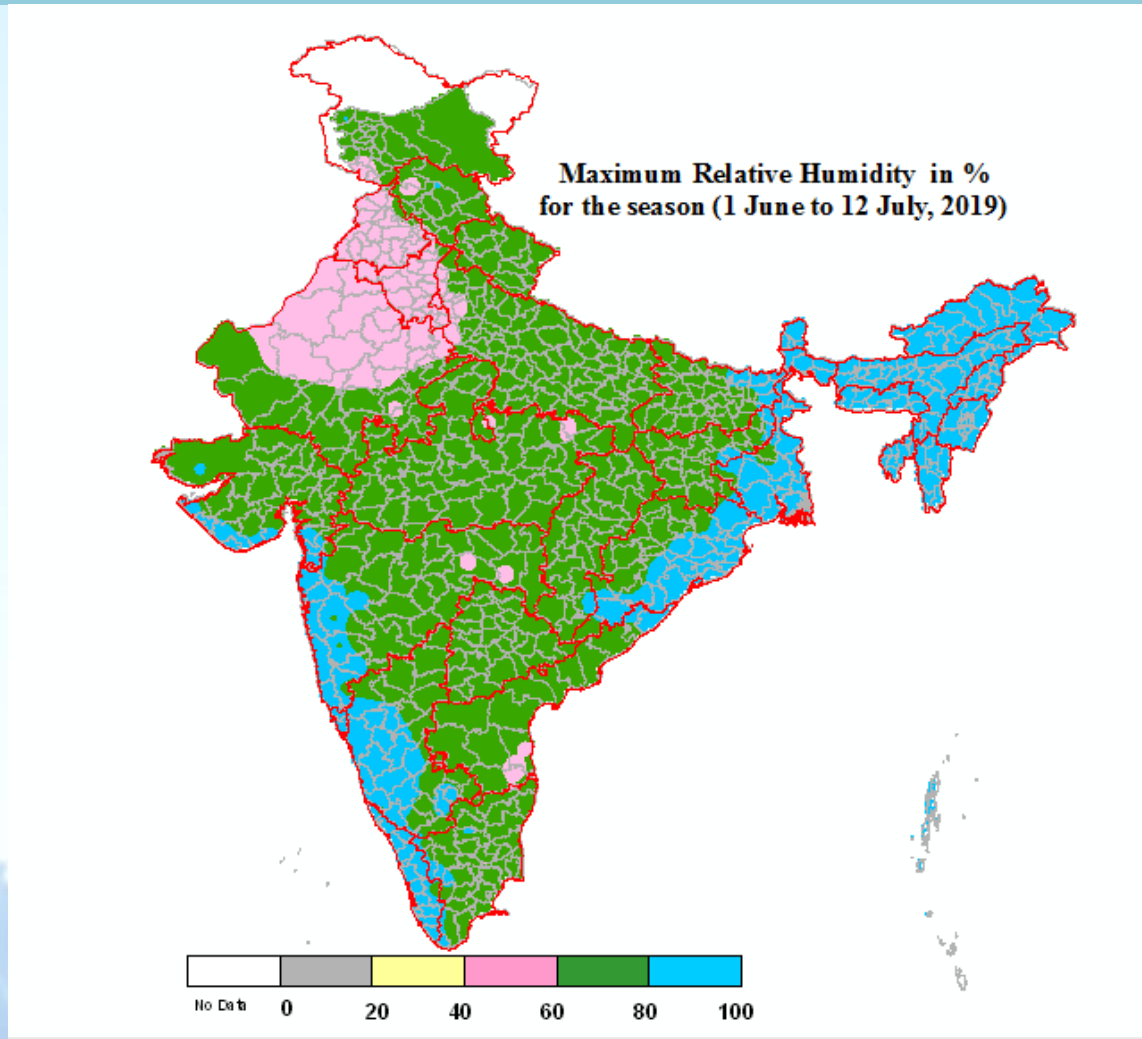 Maximum Relative Humidity in %
for the season (1 June to 12 July, 2019)
No Data 0 20 40 60 80 100